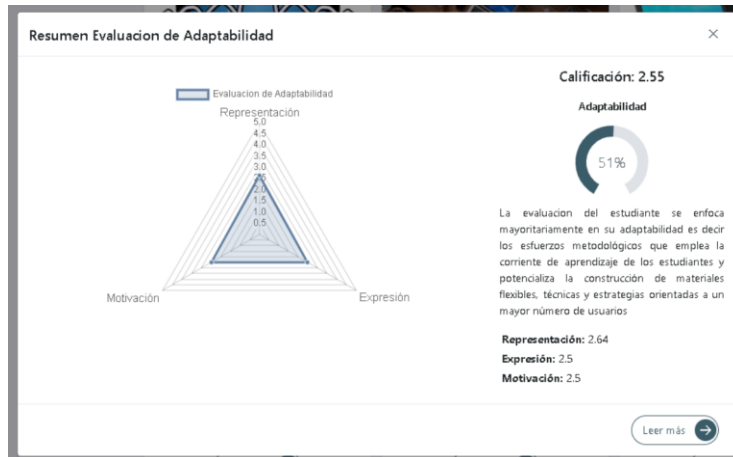 Resumen Evaluacion de Adaptabilidad
×
Evaluacion de Adaptabilidad
Representación
5.0
4.5
4.0
3.5
3.0
2.5
2.0
1.5
1.0
0.5
Motivación
Expresión
Calificación: 2.55
Adaptabilidad
51%
La evaluacion del estudiante se enfoca
mayoritariamente en su adaptabilidad es decir
los esfuerzos metodológicos que emplea la
corriente de aprendizaje de los estudiantes y
potencializa la construcción de materiales
flexibles, técnicas y estrategias orientadas a un
mayor número de usuarios
Representación: 2.64
Expresión: 2.5
Motivación: 2.5
Leer más